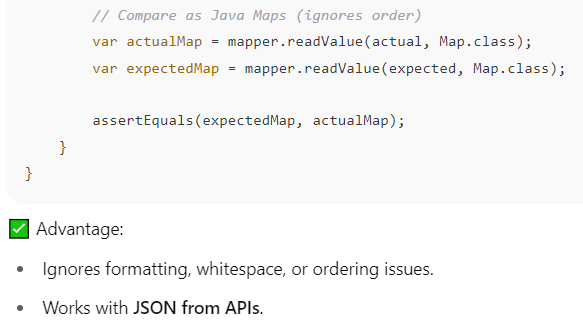 // Compare as Java Maps (ignores order)
var actualMap = mapper.readValue(actual, Map.class);
var expectedMap = mapper.readValue(expected, Map.class);
assertEquals(expectedMap, actualMap);
}
}
✅ Advantage:
• Ignores formatting, whitespace, or ordering issues.
• Works with JSON from APIs.